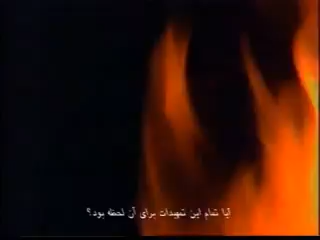 آیا تمام این تمهیدات برای آن لحظه بود؟